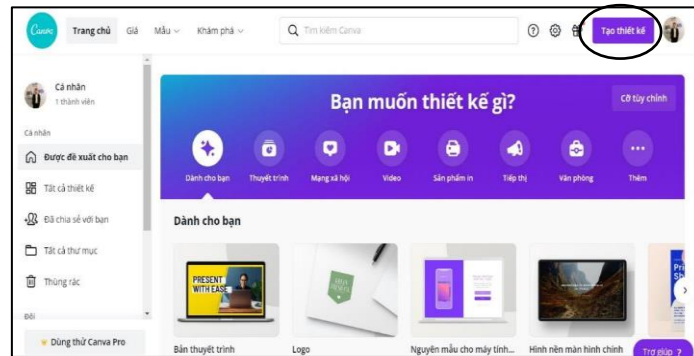 Canva
Trang chủ
Giá
Mẫu
Khám phá
Tìm kiếm Canva
Tạo thiết kế
Cá nhân
1 thành viên
Cá nhân
Được đề xuất cho bạn
Tất cả thiết kế
Đã chia sẻ với bạn
Tất cả thư mục
Thùng rác
Đội
Dùng thử Canva Pro
Bạn muốn thiết kế gì?
Cỡ tùy chỉnh
Dành cho bạn
Thuyết trình
Mạng xã hội
Video
Sản phẩm in
Tiếp thị
Văn phòng
Thêm
Dành cho bạn
PRESENT
WITH EASE
Bản thuyết trình
Logo
Nguyên mẫu cho máy tính...
Hình nền màn hình chính
Trợ giúp ?